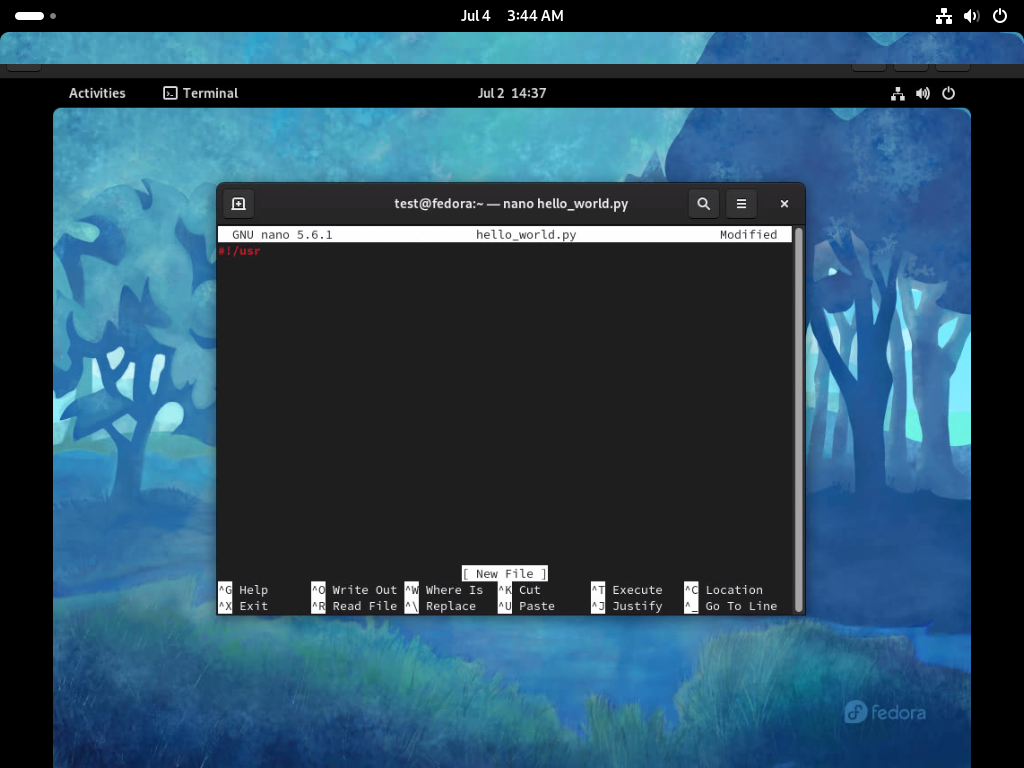 Jul 4 3:44 AM
Activities Terminal Jul 2 14:37
test@fedora:~ — nano hello_world.py
GNU nano 5.6.1 hello_world.py Modified
#!/usr
[ New File ]
^G Help ^O Write Out ^W Where Is ^K Cut ^T Execute ^C Location
^X Exit ^R Read File ^\ Replace ^U Paste ^J Justify ^_ Go To Line
fedora